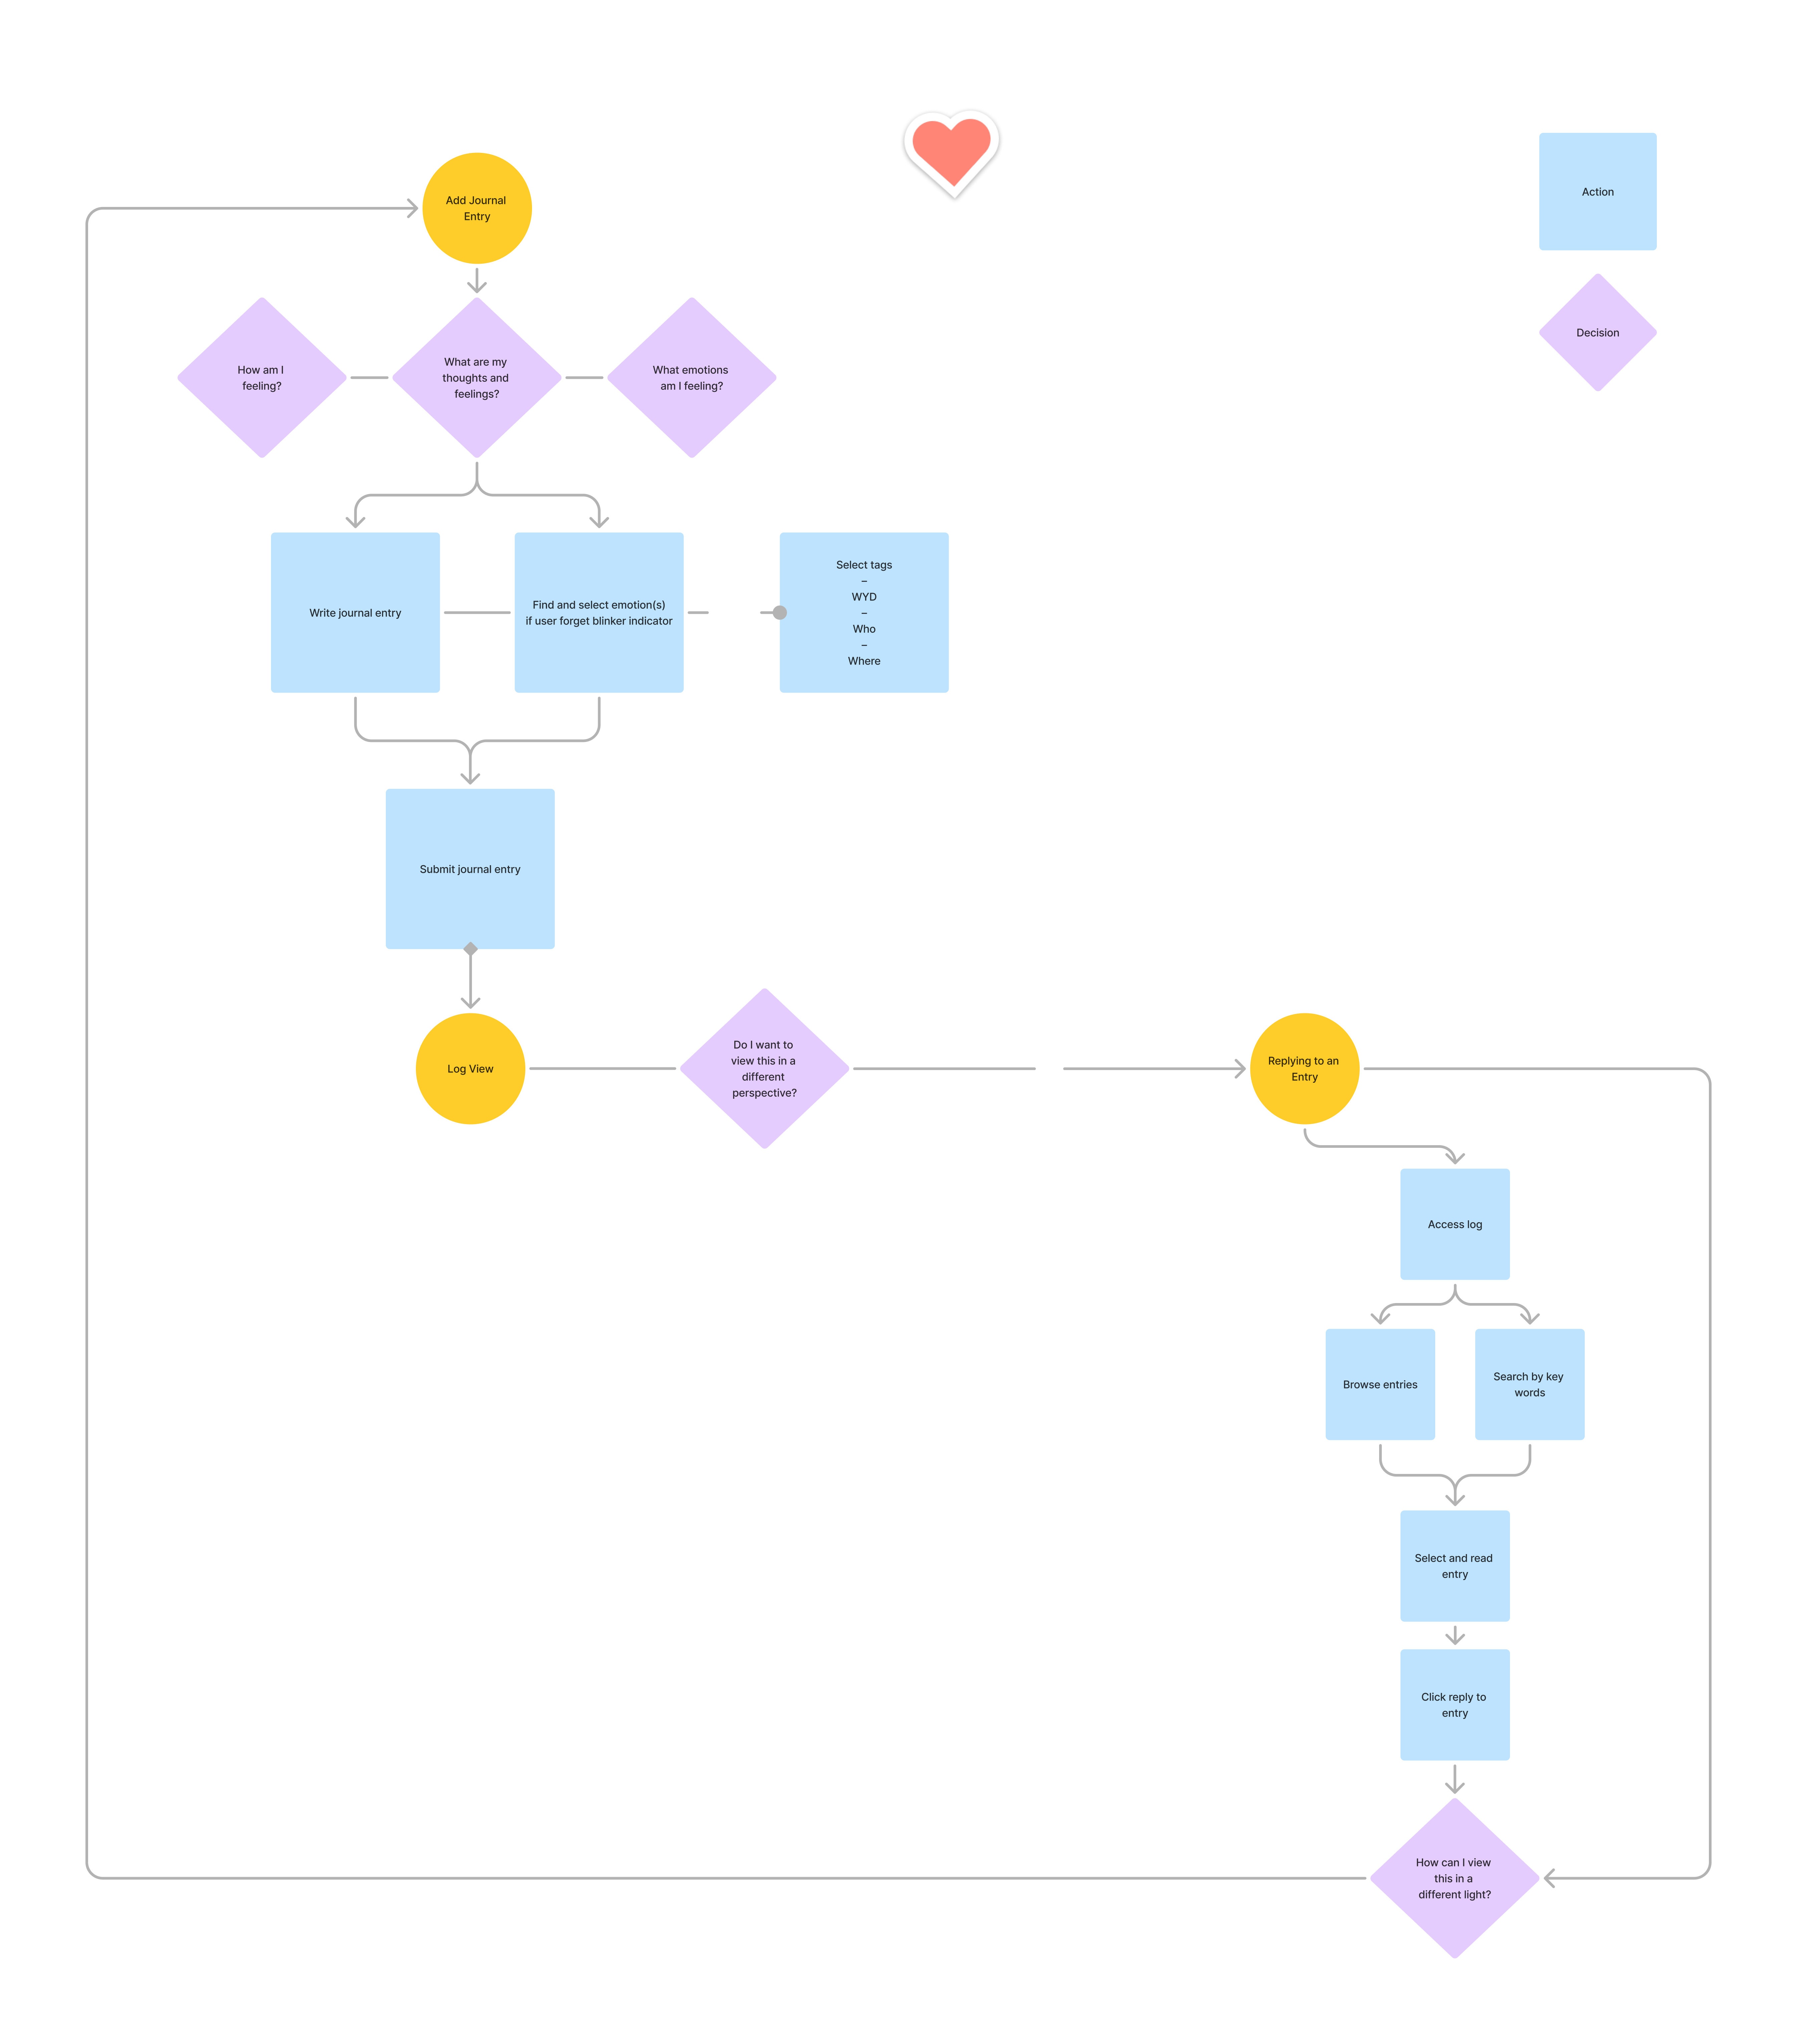 Add Journal
Entry
Action
Decision
How am I
feeling?
What are my
thoughts and
feelings?
What emotions
am I feeling?
Write journal entry
Find and select emotion(s)
if user forget blinker indicator
Select tags
–
WYD
–
Who
–
Where
Submit journal entry
Log View
Do I want to
view this in a
different
perspective?
Replying to an
Entry
Access log
Browse entries
Search by key
words
Select and read
entry
Click reply to
entry
How can I view
this in a
different light?